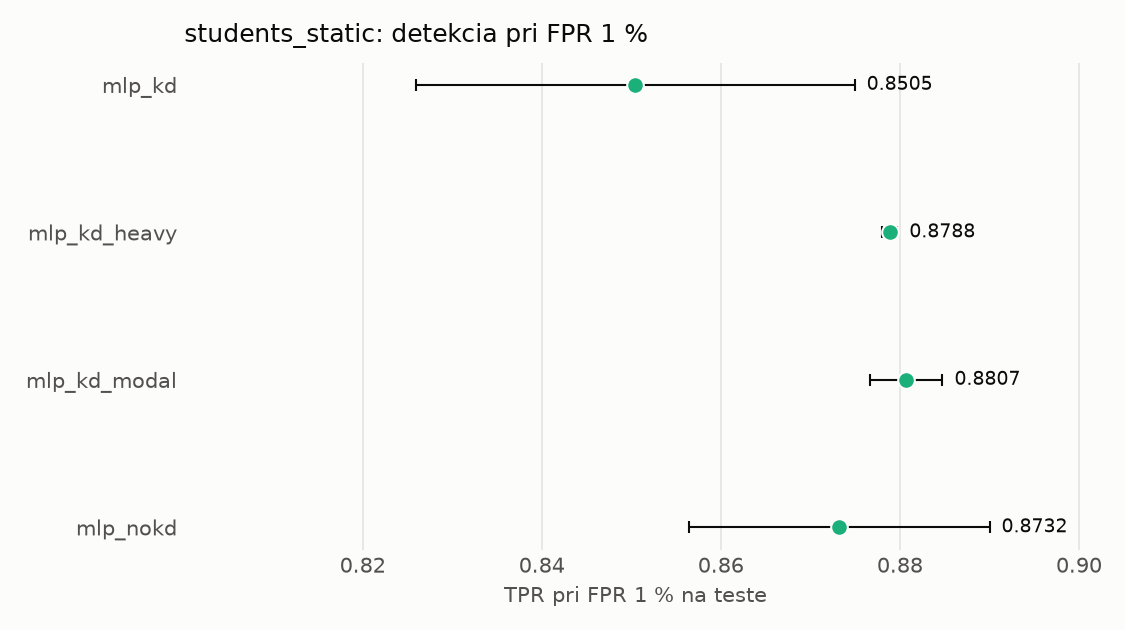 students_static: detekcia pri FPR 1 %
mlp_kd
0.8505
mlp_kd_heavy
0.8788
mlp_kd_modal
0.8807
mlp_nokd
0.8732
0.82
0.84
0.86
0.88
0.90
TPR pri FPR 1 % na teste